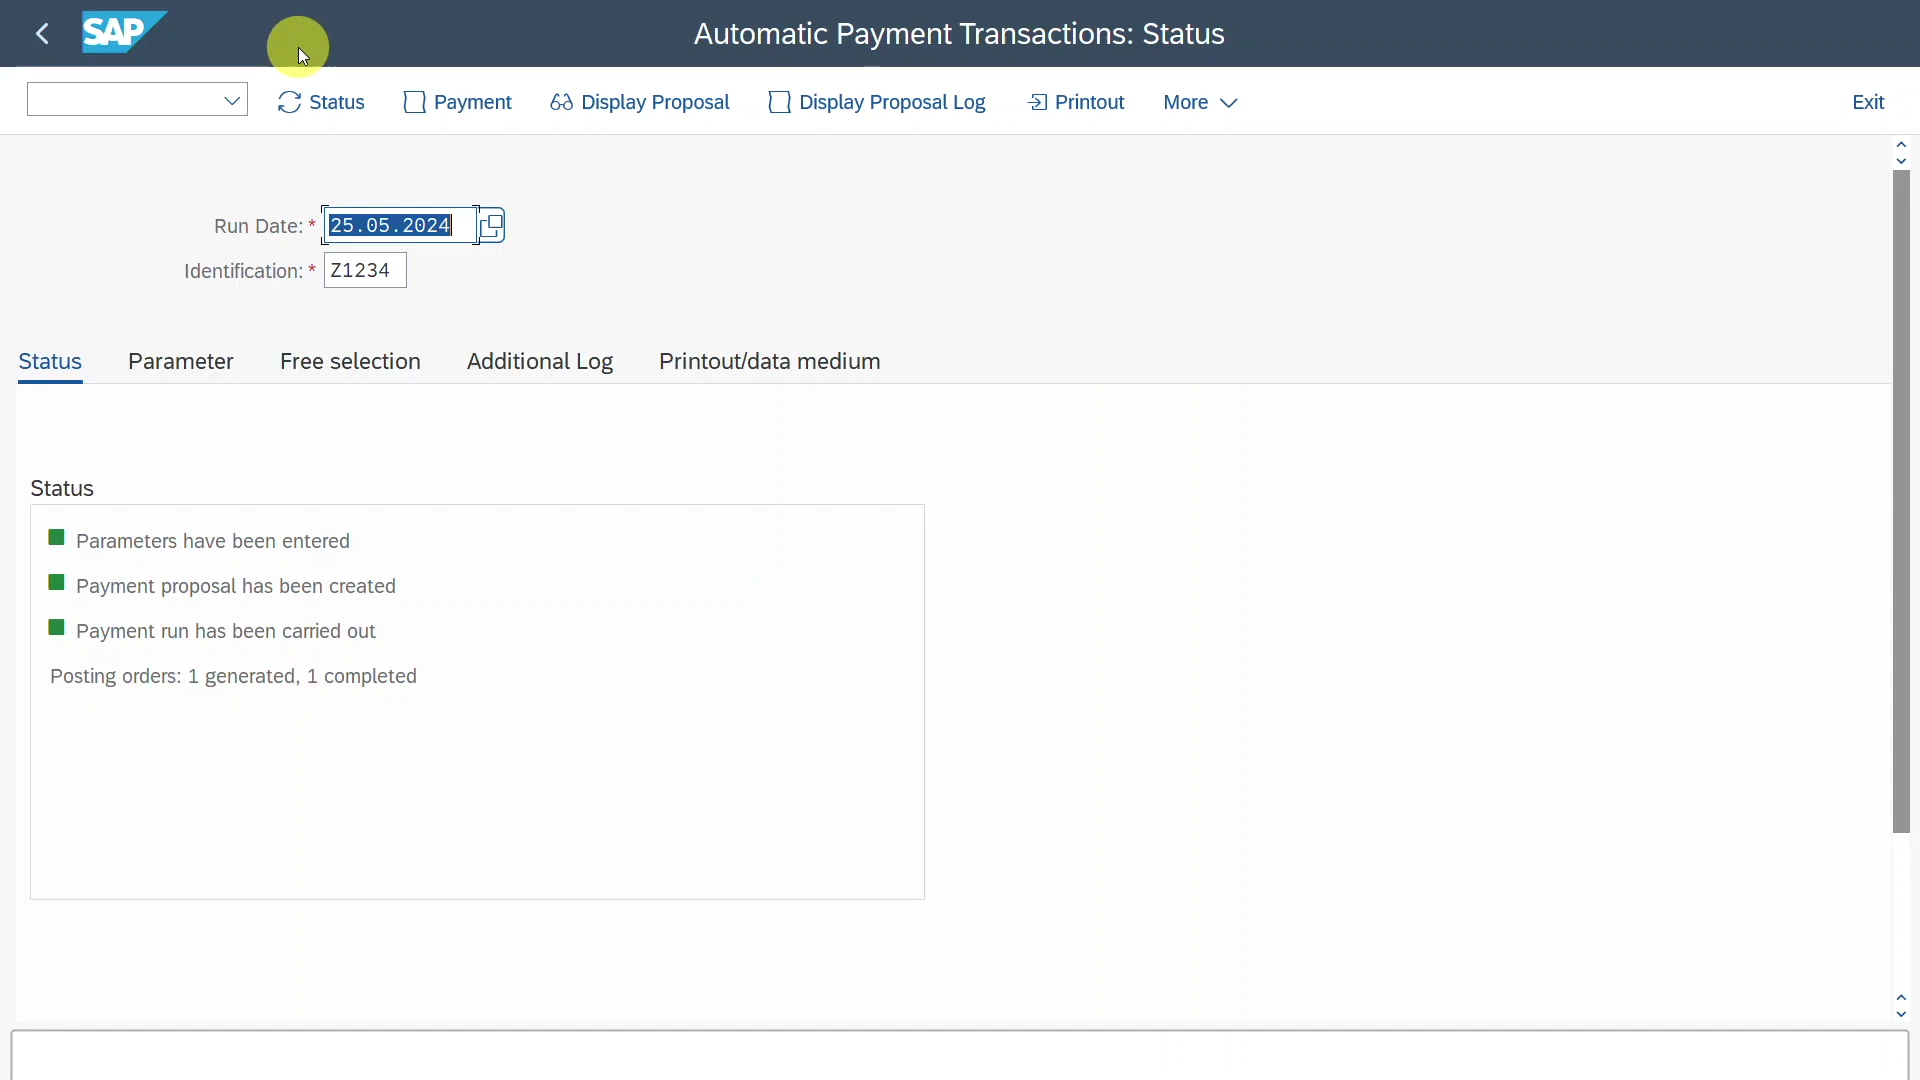 SAP
Automatic Payment Transactions: Status
Status
Payment
Display Proposal
Display Proposal Log
Printout
More
Exit
Run Date: * 25.05.2024
Identification: * Z1234
Status
Parameter
Free selection
Additional Log
Printout/data medium
Status
Parameters have been entered
Payment proposal has been created
Payment run has been carried out
Posting orders: 1 generated, 1 completed